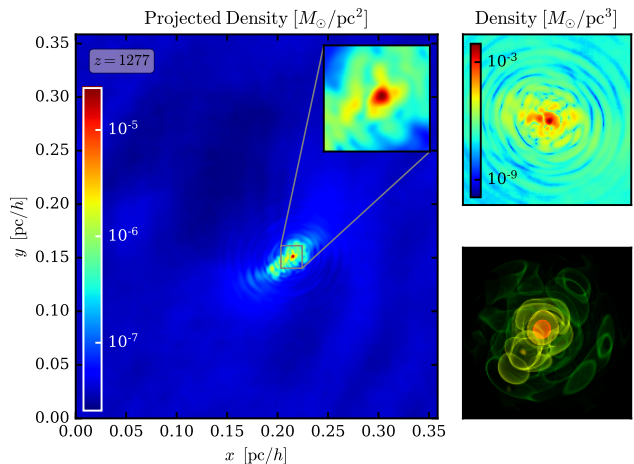 Projected Density [M⊙/pc²]
Density [M⊙/pc³]
z = 1277
10⁻⁵
10⁻⁶
10⁻⁷
10⁻³
10⁻⁹
0.35
0.30
0.25
0.20
0.15
0.10
0.05
0.00
y [pc/h]
0.00 0.05 0.10 0.15 0.20 0.25 0.30 0.35
x [pc/h]